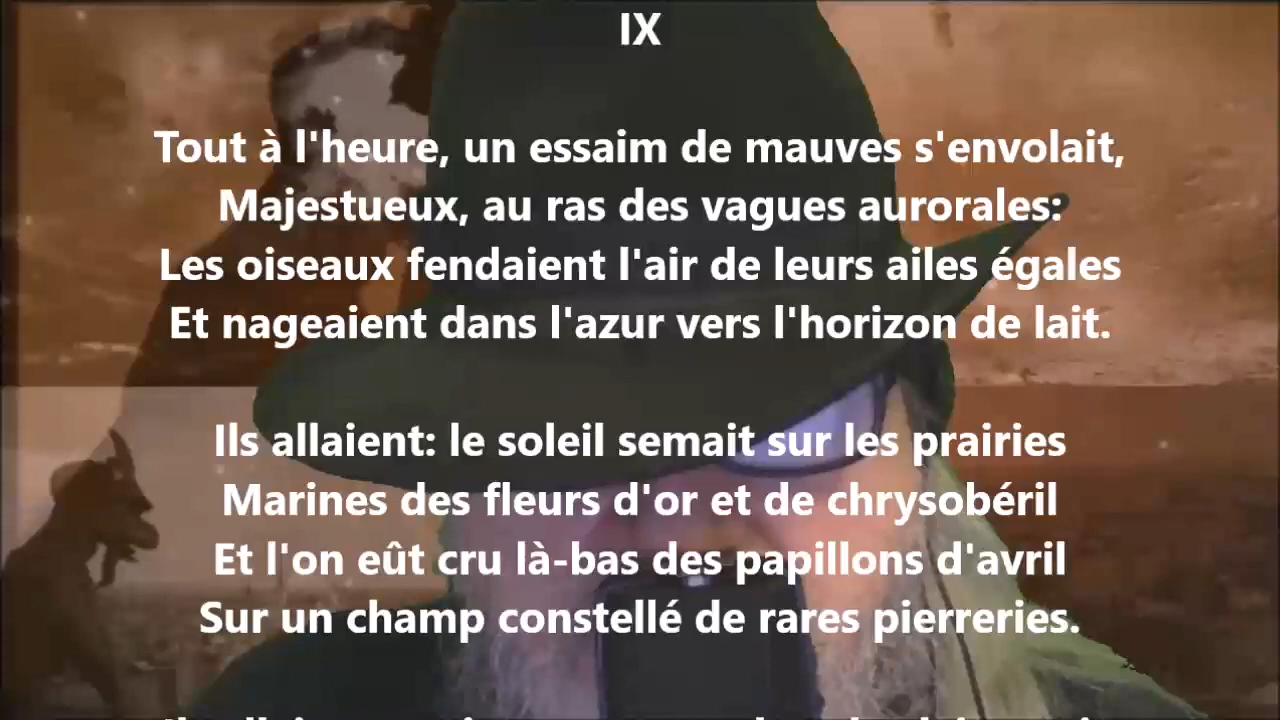 IX
Tout à l'heure, un essaim de mauves s'envolait,
Majestueux, au ras des vagues aurorales:
Les oiseaux fendaient l'air de leurs ailes égales
Et nageaient dans l'azur vers l'horizon de lait.
Ils allaient: le soleil semait sur les prairies
Marines des fleurs d'or et de chrysobéril
Et l'on eût cru là-bas des papillons d'avril
Sur un champ constellé de rares pierreries.